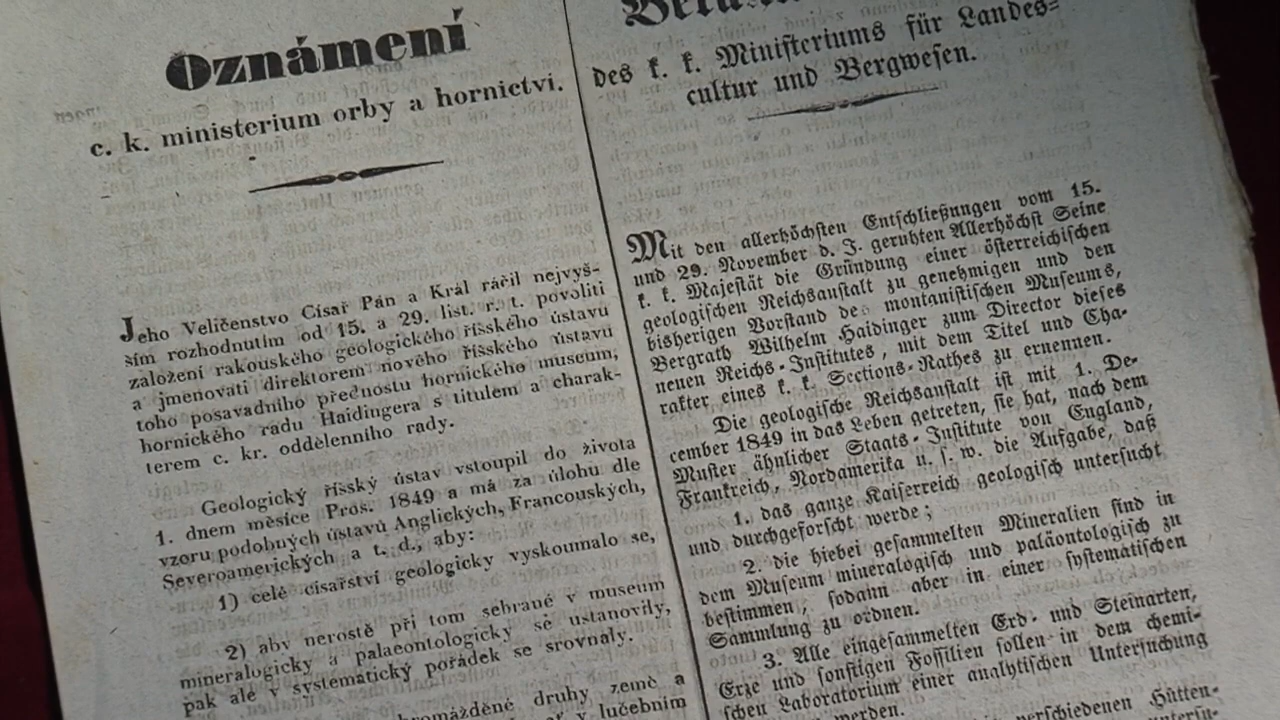 Oznámení
c. k. ministerium orby a hornictví.
Jeho Veličenstvo Císař Pán a Král ráčil nejvyš-
ším rozhodnutím od 15. a 29. list. r. t. povoliti
založení rakouského geologického říšského ústavu
a jmenovati direktorem nového říšského ústavu
toho posavadního přednostu hornického museum,
hornického radu Haidingera s titulem a charak-
terem c. kr. oddělenního rady.
Geologický říšský ústav vstoupil do života
1. dnem měsíce Pros. 1849 a má za úlohu dle
vzoru podobných ústavů Anglických, Francouských,
Severoamerických a t. d., aby:
1) celé císařství geologicky vyskoumalo se,
2) aby nerostě při tom sebrané v museum
mineralogicky a palaeontologicky se ustanovily,
pak ale v systematický pořádek se srovnaly.
hromážděné druhy země a
v lučebním
des k. k. Ministeriums für Landes-
cultur und Bergwesen.
Mit den allerhöchsten Entschließungen vom 15.
und 29. November d. J. geruhten Allerhöchst Seine
k. k. Majestät die Gründung einer österreichischen
geologischen Reichsanstalt zu genehmigen und den
bisherigen Vorstand des montanistischen Museums,
Bergrath Wilhelm Haidinger zum Director dieses
neuen Reichs-Institutes, mit dem Titel und Cha-
rakter eines k. k. Sections-Rathes zu ernennen.
Die geologische Reichsanstalt ist mit 1. De-
cember 1849 in das Leben getreten, sie hat, nach dem
Muster ähnlicher Staats-Institute von England,
Frankreich, Nordamerika u. s. w. die Aufgabe, daß
1. das ganze Kaiserreich geologisch untersucht
und durchgeforscht werde;
2. die hiebei gesammelten Mineralien sind in
dem Museum mineralogisch und paläontologisch zu
bestimmen, sodann aber in einer systematischen
Sammlung zu ordnen.
3. Alle eingesammelten Erd- und Steinarten,
Erze und sonstigen Fossilien sollen in dem chemi-
schen Laboratorium einer analytischen Untersuchung
werden.
verschiedenen Hütten-